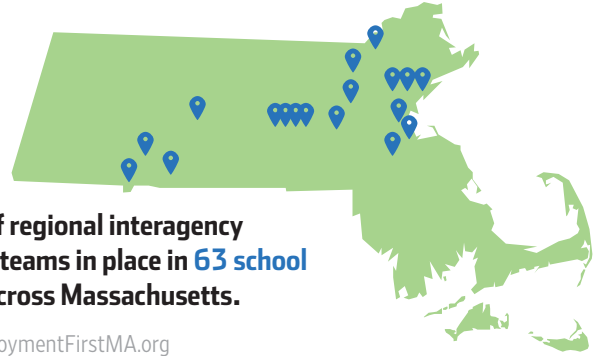 f regional interagency
teams in place in 63 school
cross Massachusetts.
oymentFirstMA.org